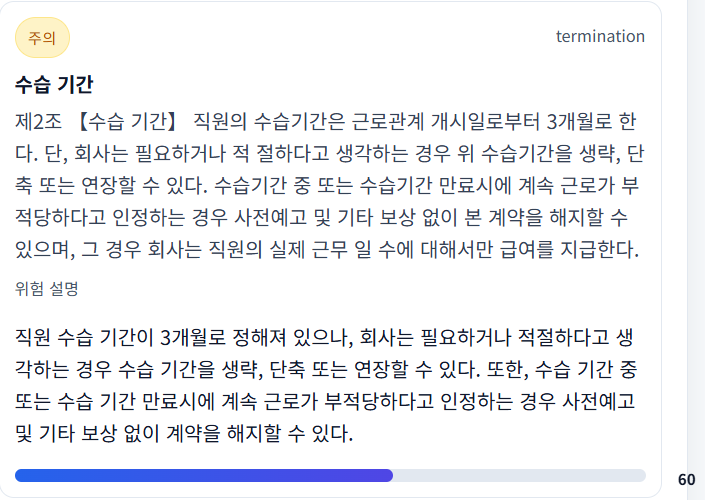 주의
termination
수습 기간
제2조 【수습 기간】 직원의 수습기간은 근로관계 개시일로부터 3개월로 한
다. 단, 회사는 필요하거나 적 절하다고 생각하는 경우 위 수습기간을 생략, 단
축 또는 연장할 수 있다. 수습기간 중 또는 수습기간 만료시에 계속 근로가 부
적당하다고 인정하는 경우 사전예고 및 기타 보상 없이 본 계약을 해지할 수
있으며, 그 경우 회사는 직원의 실제 근무 일 수에 대해서만 급여를 지급한다.
위험 설명
직원 수습 기간이 3개월로 정해져 있으나, 회사는 필요하거나 적절하다고 생
각하는 경우 수습 기간을 생략, 단축 또는 연장할 수 있다. 또한, 수습 기간 중
또는 수습 기간 만료시에 계속 근로가 부적당하다고 인정하는 경우 사전예고
및 기타 보상 없이 계약을 해지할 수 있다.
60